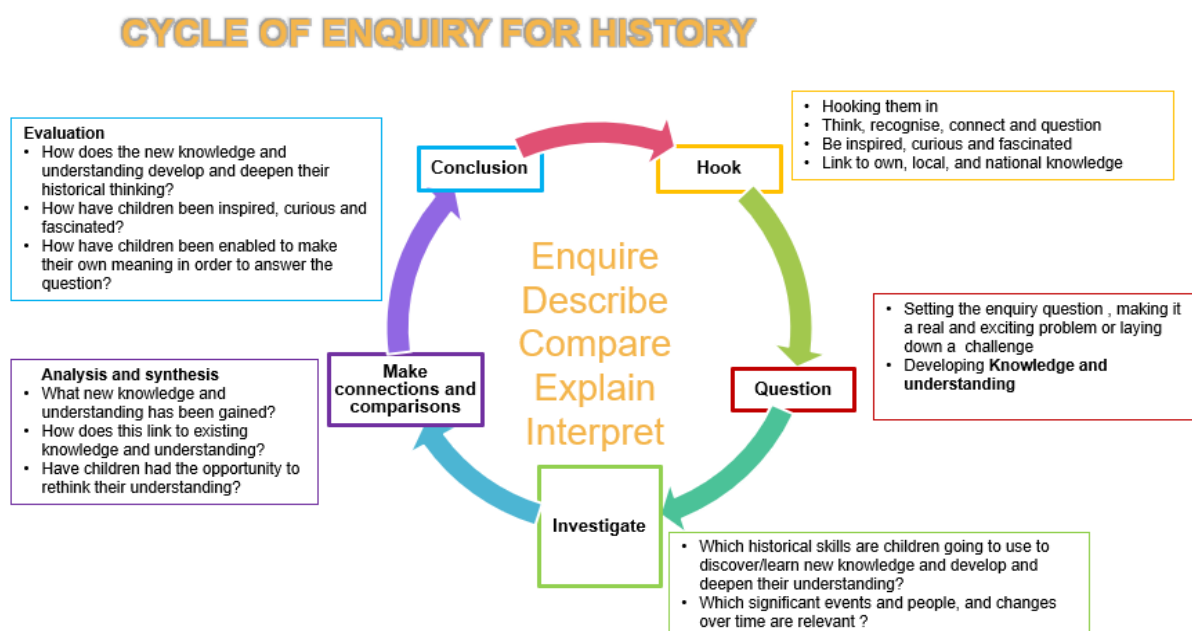 CYCLE OF ENQUIRY FOR HISTORY
• Hooking them in
• Think, recognise, connect and question
• Be inspired, curious and fascinated
• Link to own, local, and national knowledge
Evaluation
• How does the new knowledge and
understanding develop and deepen their
historical thinking?
• How have children been inspired, curious and
fascinated?
• How have children been enabled to make
their own meaning in order to answer the
question?
Conclusion
Hook
Enquire
Describe
Compare
Explain
Interpret
• Setting the enquiry question , making it
a real and exciting problem or laying
down a challenge
• Developing Knowledge and
understanding
Question
Make
connections and
comparisons
Analysis and synthesis
• What new knowledge and
understanding has been gained?
• How does this link to existing
knowledge and understanding?
• Have children had the opportunity to
rethink their understanding?
Investigate
• Which historical skills are children going to use to
discover/learn new knowledge and develop and
deepen their understanding?
• Which significant events and people, and changes
over time are relevant ?